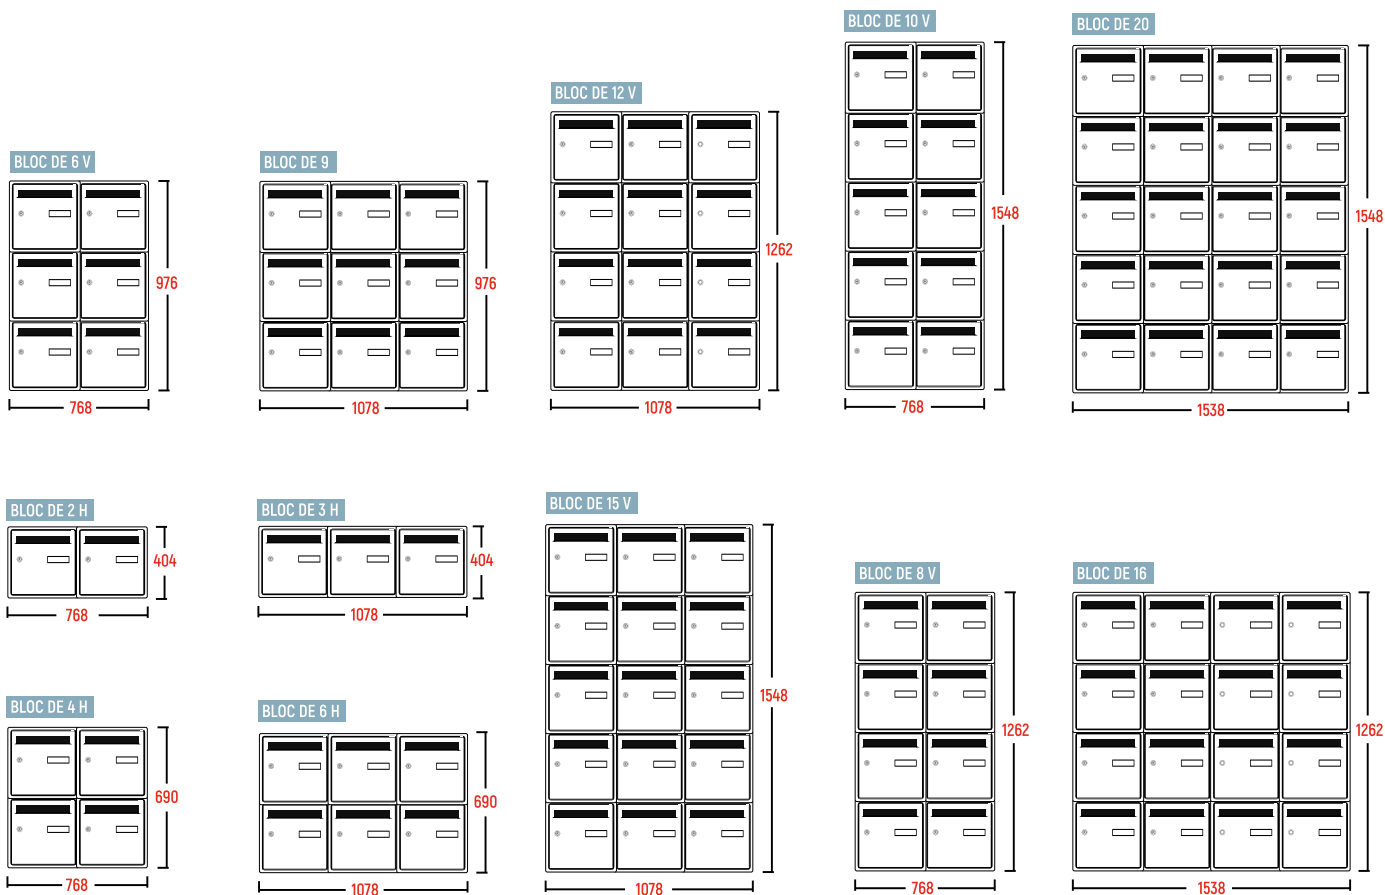 BLOC DE 6 V
976
768
BLOC DE 9
976
1078
BLOC DE 12 V
1262
1078
BLOC DE 10 V
1548
768
BLOC DE 20
1548
1538
BLOC DE 2 H
404
768
BLOC DE 3 H
404
1078
BLOC DE 4 H
690
768
BLOC DE 6 H
690
1078
BLOC DE 15 V
1548
1078
BLOC DE 8 V
1262
768
BLOC DE 16
1262
1538